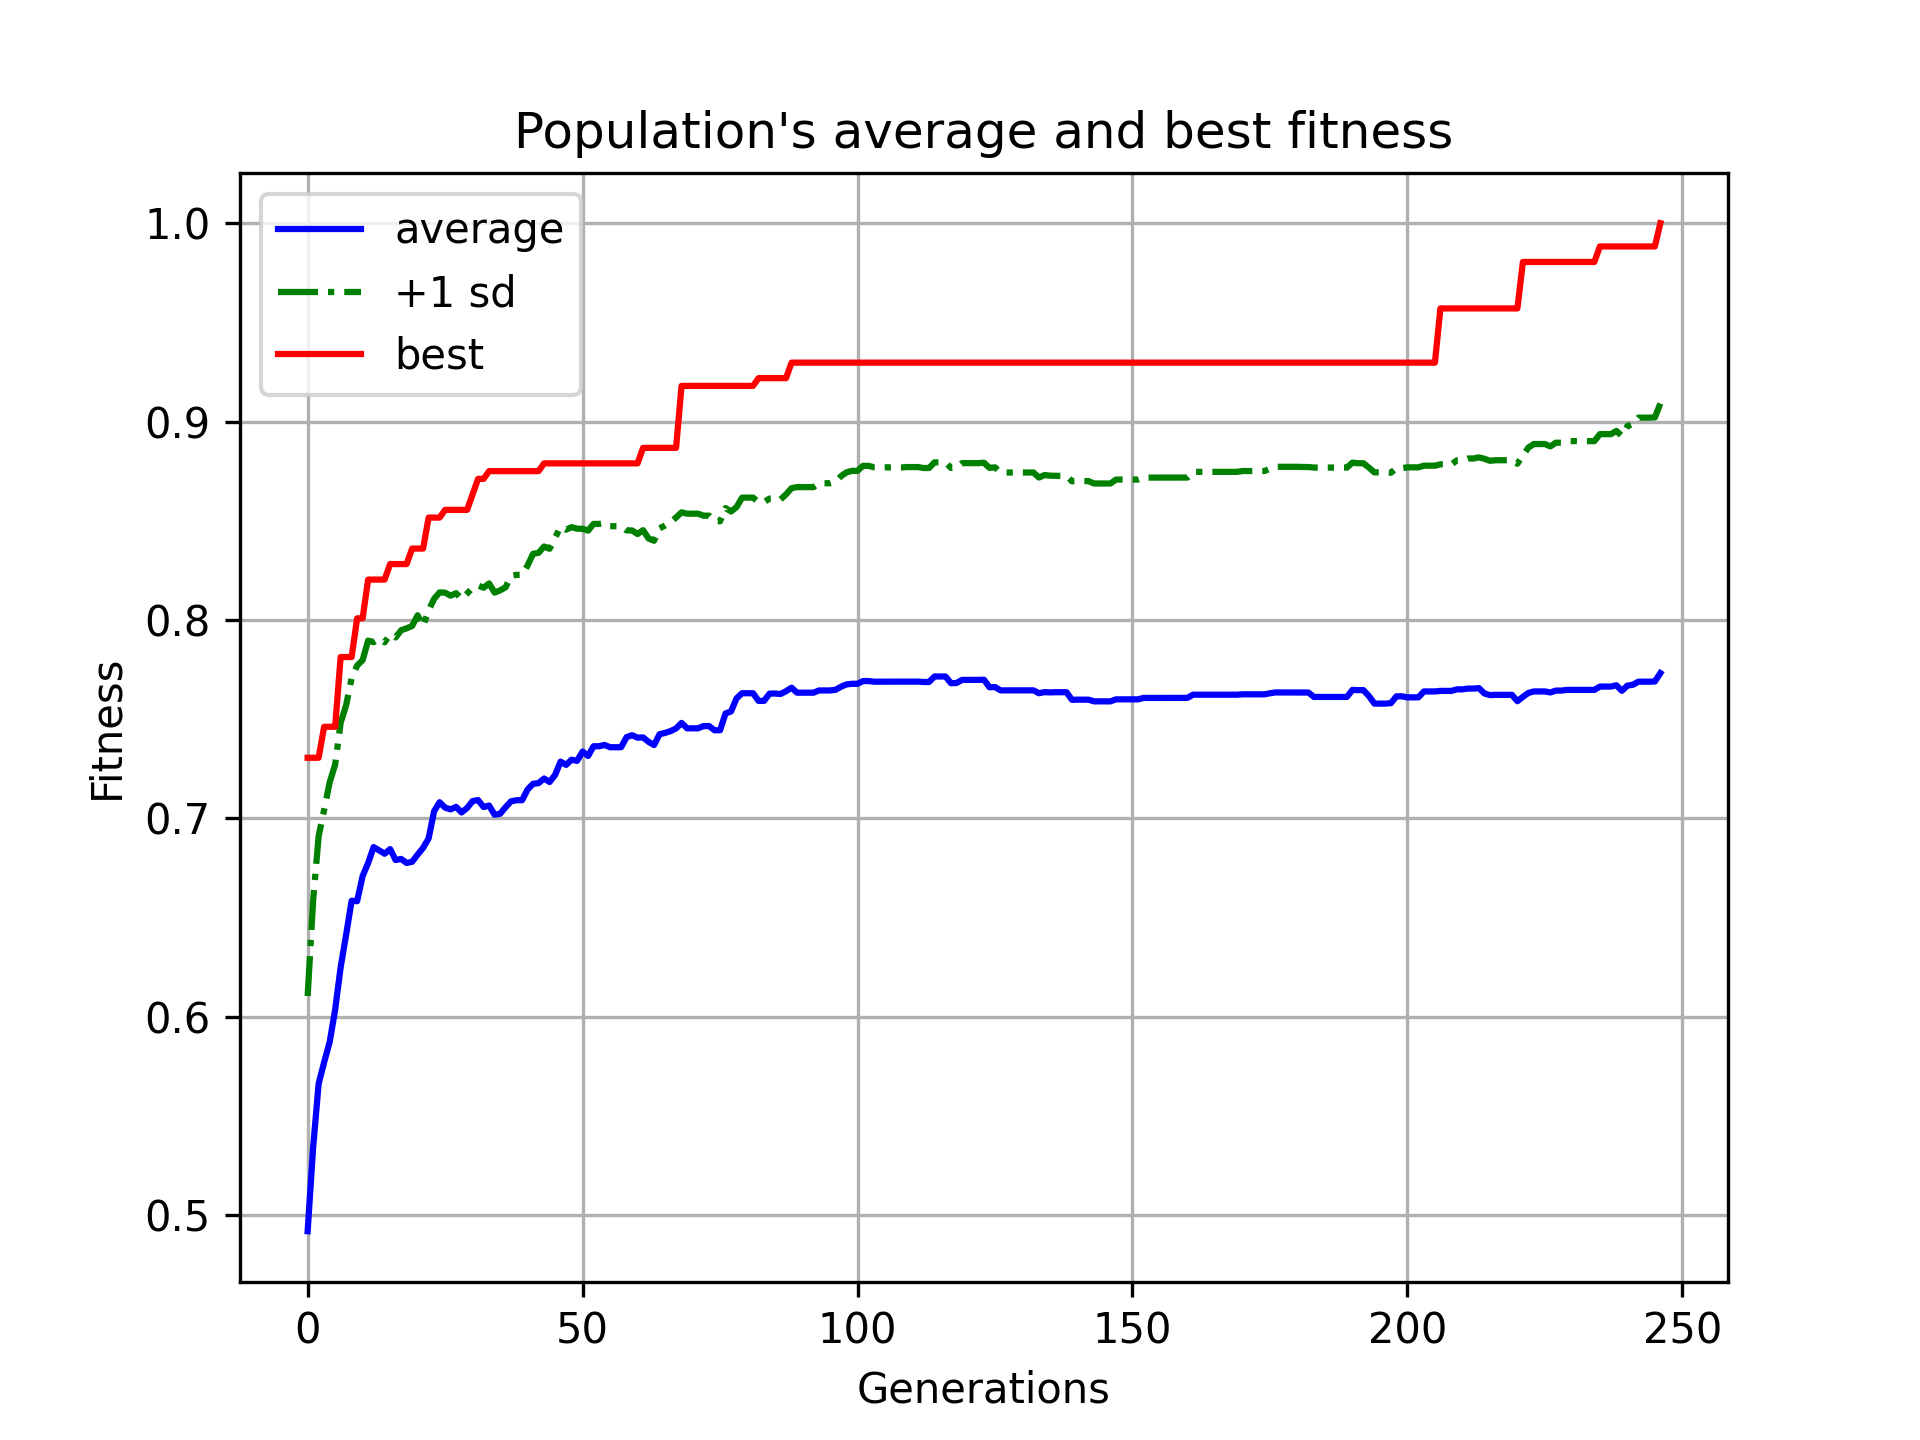 Population's average and best fitness
average
+1 sd
best
1.0
0.9
0.8
0.7
0.6
0.5
Fitness
0 50 100 150 200 250
Generations